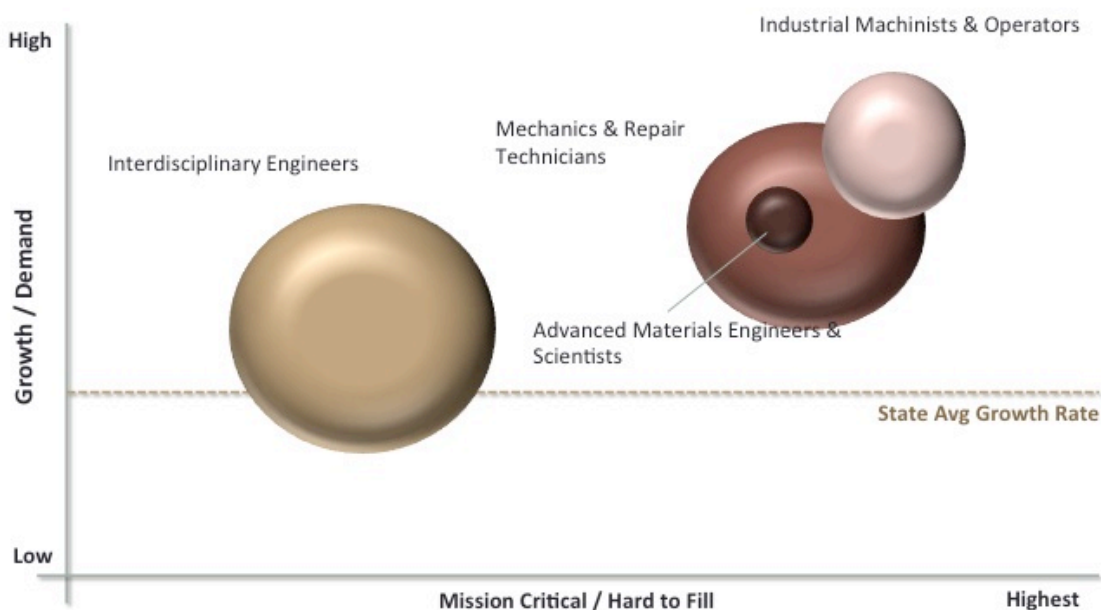 Industrial Machinists & Operators
High
Mechanics & Repair
Technicians
Interdisciplinary Engineers
Growth / Demand
Advanced Materials Engineers &
Scientists
State Avg Growth Rate
Low
Mission Critical / Hard to Fill
Highest